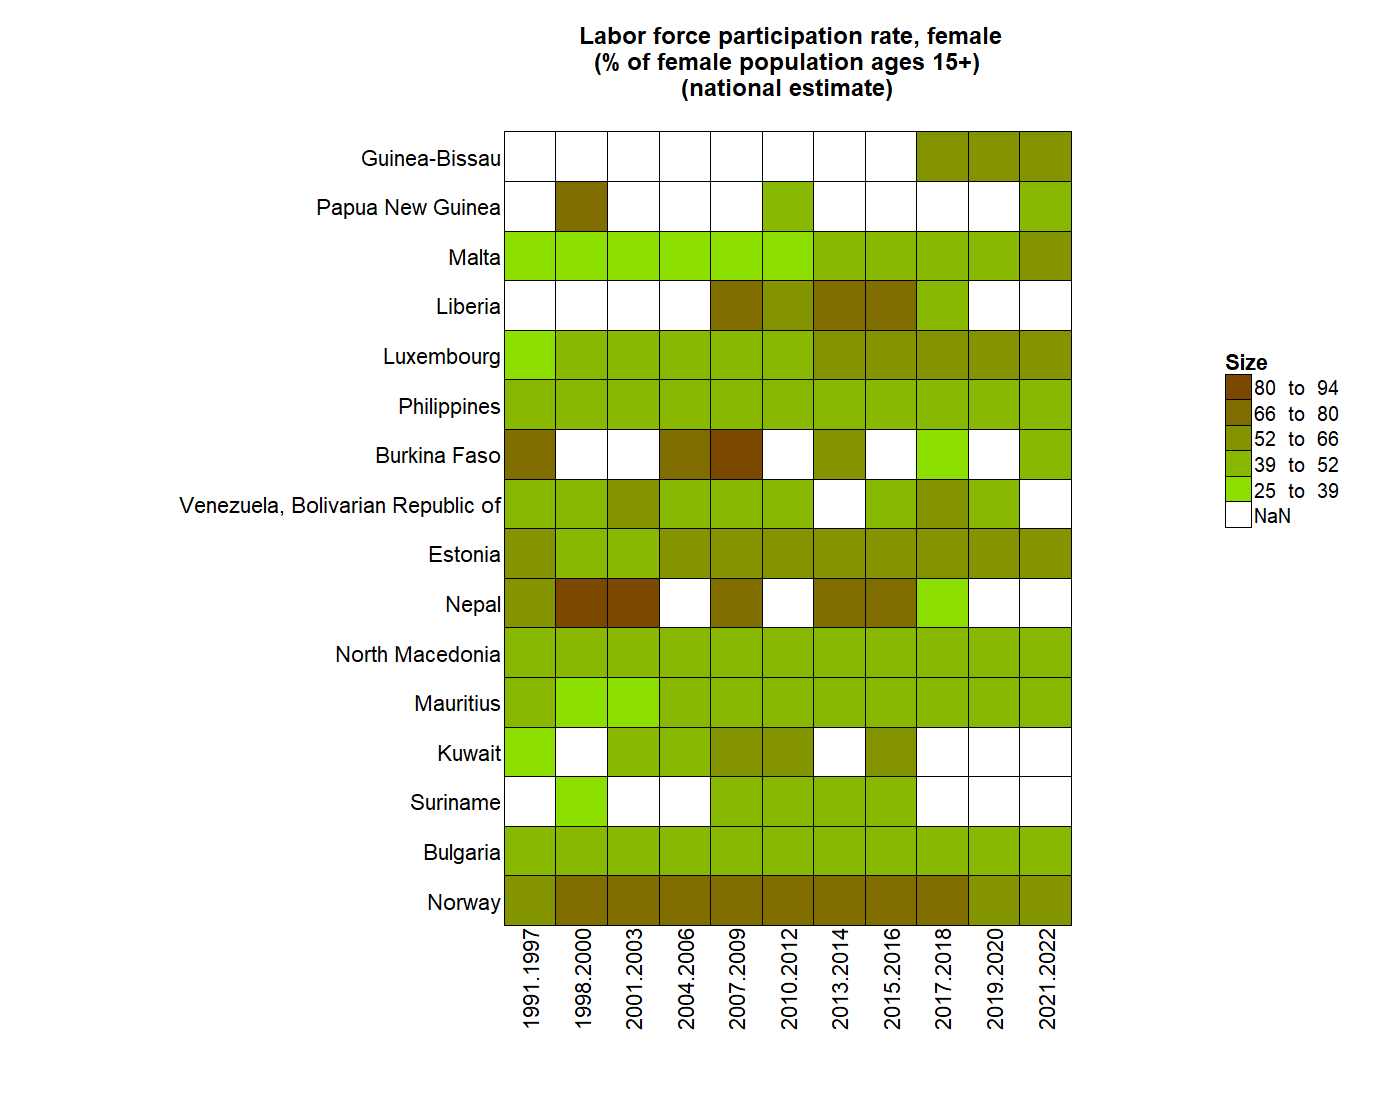 Labor force participation rate, female
(% of female population ages 15+)
(national estimate)
Guinea-Bissau
Papua New Guinea
Malta
Liberia
Luxembourg
Philippines
Burkina Faso
Venezuela, Bolivarian Republic of
Estonia
Nepal
North Macedonia
Mauritius
Kuwait
Suriname
Bulgaria
Norway
1991.1997
1998.2000
2001.2003
2004.2006
2007.2009
2010.2012
2013.2014
2015.2016
2017.2018
2019.2020
2021.2022
Size
80 to 94
66 to 80
52 to 66
39 to 52
25 to 39
NaN